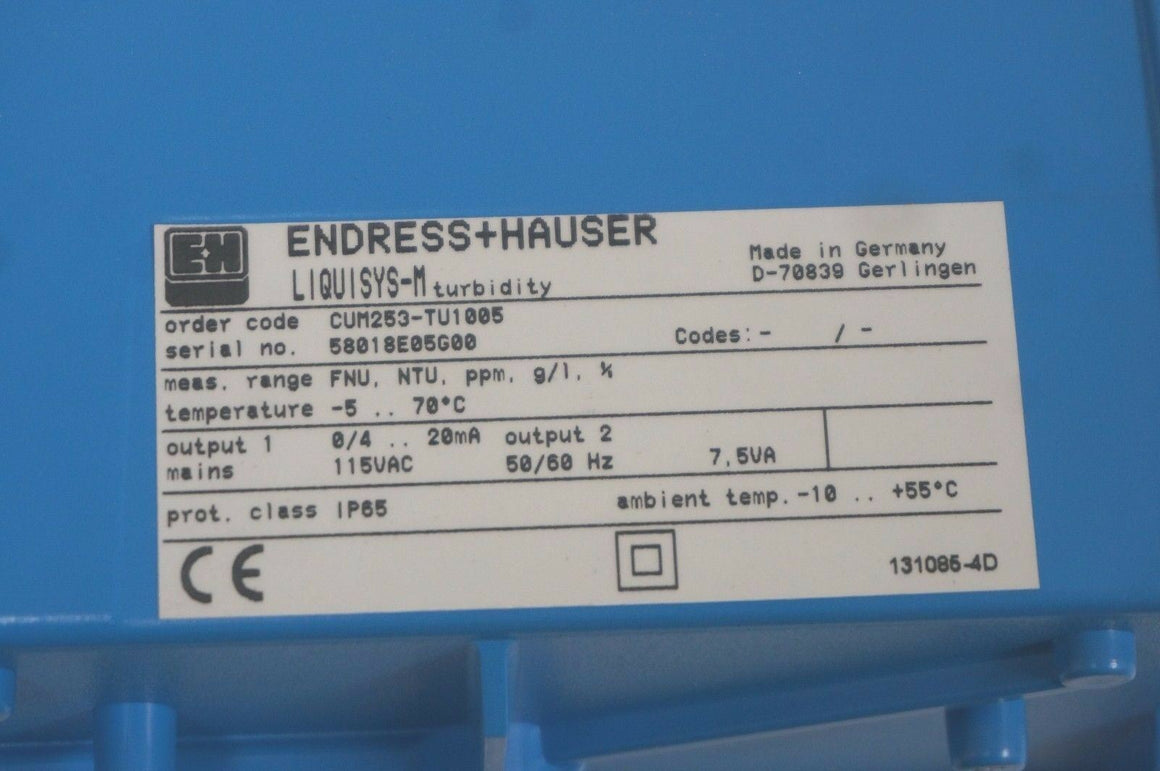 E+H ENDRESS+HAUSER
LIQUISYS-M turbidity
Made in Germany
D-70839 Gerlingen
order code CUM253-TU1005
serial no. 58018E05G00
Codes: - / -
meas. range FNU, NTU, ppm, g/l, %
temperature -5 .. 70°C
output 1 0/4 .. 20mA output 2
mains 115VAC 50/60 Hz 7,5VA
prot. class IP65 ambient temp. -10 .. +55°C
CE 131086-4D